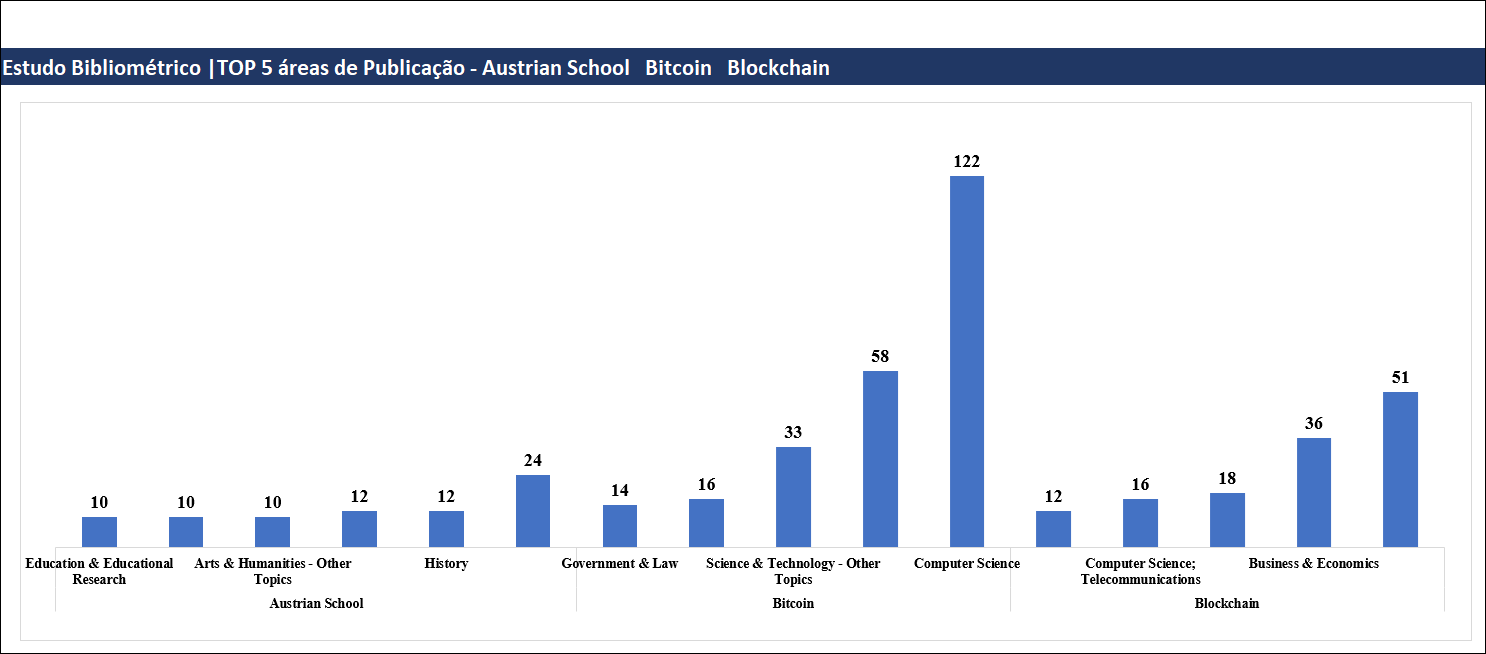 Estudo Bibliométrico |TOP 5 áreas de Publicação - Austrian School Bitcoin Blockchain
122
58
51
36
33
24
18
16
16
14
12
12
12
10
10
10
Education & Educational
Research
Arts & Humanities - Other
Topics
History
Government & Law
Science & Technology - Other
Topics
Computer Science
Computer Science;
Telecommunications
Business & Economics
Austrian School
Bitcoin
Blockchain